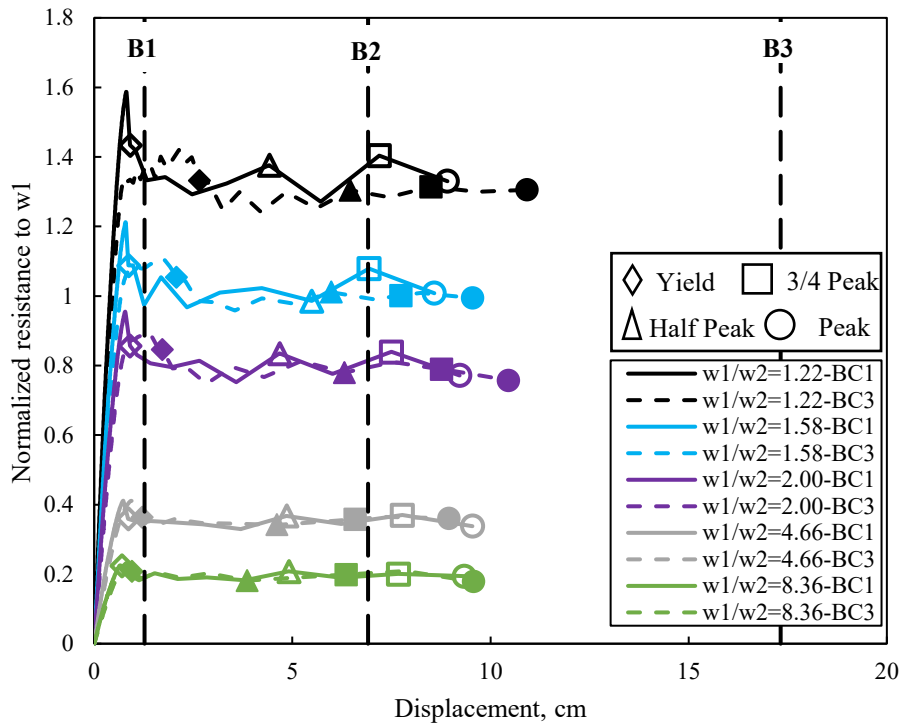 1.8
B1 B2 B3
1.6
1.4
1.2
1
0.8
0.6
0.4
0.2
0
Normalized resistance to w1
Yield 3/4 Peak
Half Peak Peak
w1/w2=1.22-BC1
w1/w2=1.22-BC3
w1/w2=1.58-BC1
w1/w2=1.58-BC3
w1/w2=2.00-BC1
w1/w2=2.00-BC3
w1/w2=4.66-BC1
w1/w2=4.66-BC3
w1/w2=8.36-BC1
w1/w2=8.36-BC3
0 5 10 15 20
Displacement, cm